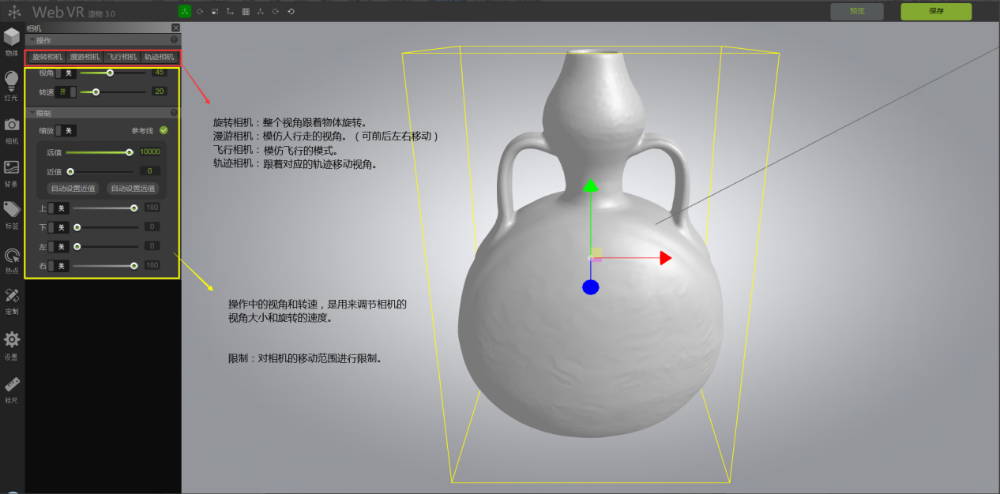 Web VR 造物 3.0
预览
保存
相机
操作
旋转相机 漫游相机 飞行相机 轨迹相机
视角 关 45
转速 开 20
限制
缩放 关 参考线
远值 10000
近值 0
自动设置近值 自动设置远值
上 关 180
下 关 0
左 关 0
右 关 180
物体
灯光
相机
背景
标签
热点
定制
设置
标尺
旋转相机：整个视角跟着物体旋转。
漫游相机：模仿人行走的视角。（可前后左右移动）
飞行相机：模仿飞行的模式。
轨迹相机：跟着对应的轨迹移动视角。
操作中的视角和转速，是用来调节相机的
视角大小和旋转的速度。
限制：对相机的移动范围进行限制。